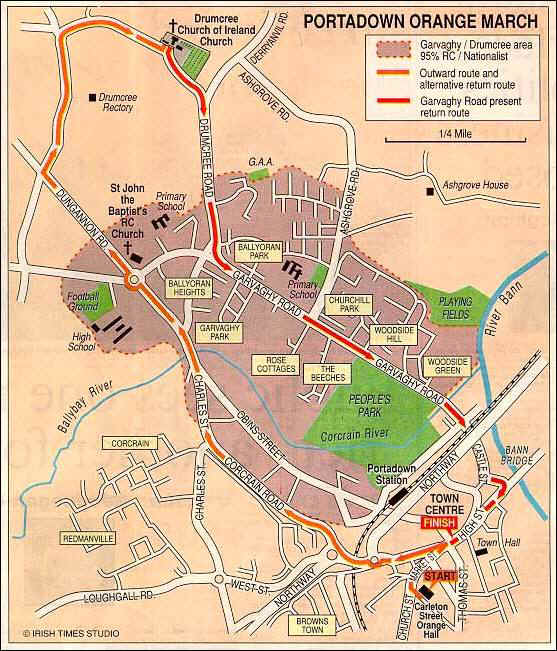 PORTADOWN ORANGE MARCH
Garvaghy / Drumcree area
95% RC / Nationalist
Outward route and
alternative return route
Garvaghy Road present
return route
1/4 Mile
Drumcree
Church of Ireland
Church
DERRYANVIL RD.
ASHGROVE RD.
Drumcree
Rectory
DRUMCREE ROAD
G.A.A.
ASHGROVE RD.
Ashgrove House
DUNGANNON RD.
St John
the
Baptist's
RC
Church
Primary
School
BALLYORAN
PARK
BALLYORAN
HEIGHTS
Primary
School
CHURCHILL
PARK
PLAYING
FIELDS
River Bann
Football
Ground
GARVAGHY ROAD
GARVAGHY
PARK
WOODSIDE
HILL
High
School
ROSE
COTTAGES
THE
BEECHES
WOODSIDE
GREEN
GARVAGHY ROAD
Ballybay River
CHARLES ST.
PEOPLE'S
PARK
OBINS STREET
Corcrain River
CORCRAIN
CORCRAIN ROAD
CHARLES ST.
Portadown
Station
NORTHWAY
CASTLE ST.
BANN
BRIDGE
TOWN
CENTRE
FINISH
HIGH ST.
Town Hall
REDMANVILLE
MARKET ST.
START
WEST ST.
NORTHWAY
LOUGHGALL RD.
CHURCH ST.
THOMAS ST.
Carleton
Street
Orange
Hall
BROWNS
TOWN
© IRISH TIMES STUDIO